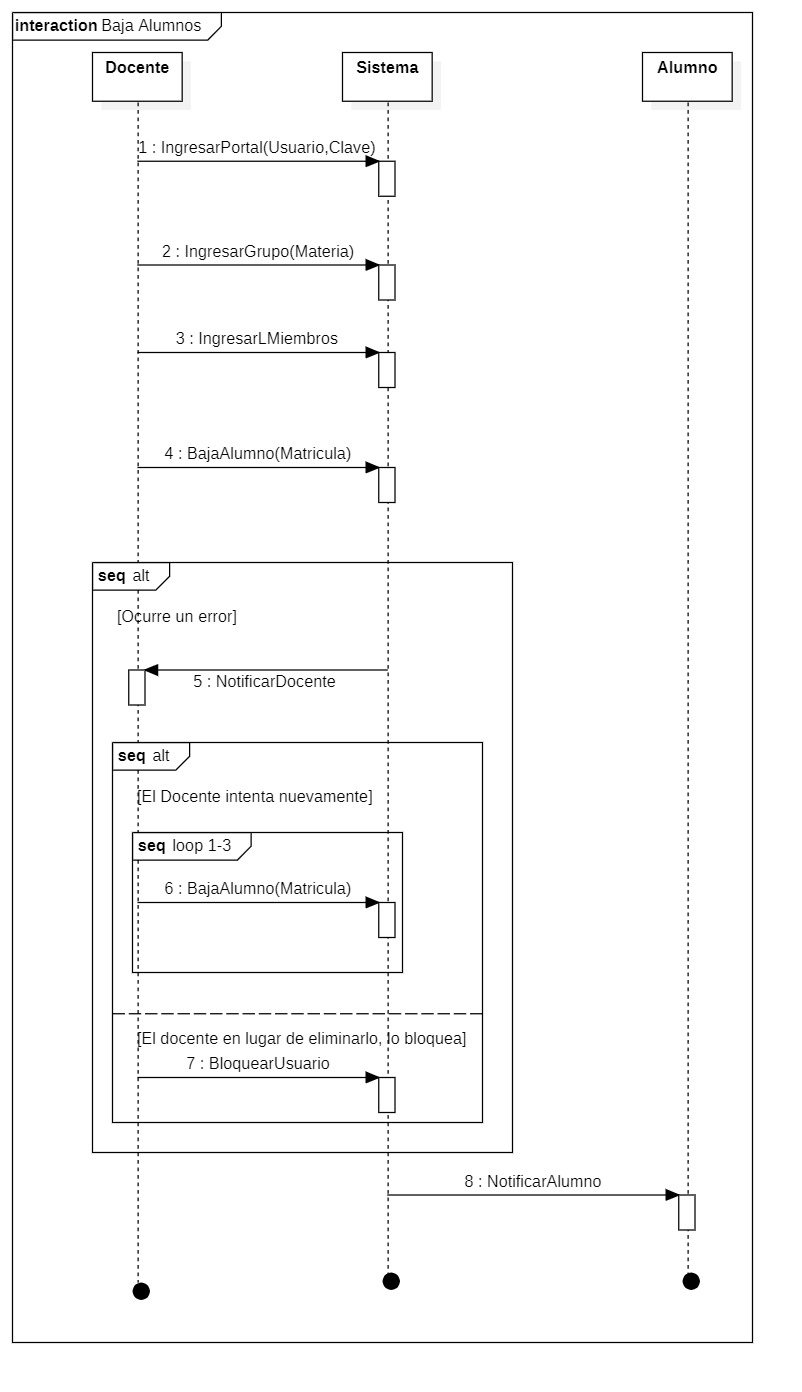 interaction Baja Alumnos
Docente
Sistema
Alumno
1 : IngresarPortal(Usuario,Clave)
2 : IngresarGrupo(Materia)
3 : IngresarLMiembros
4 : BajaAlumno(Matricula)
seq alt
[Ocurre un error]
5 : NotificarDocente
seq alt
[El Docente intenta nuevamente]
seq loop 1-3
6 : BajaAlumno(Matricula)
[El docente en lugar de eliminarlo, lo bloquea]
7 : BloquearUsuario
8 : NotificarAlumno